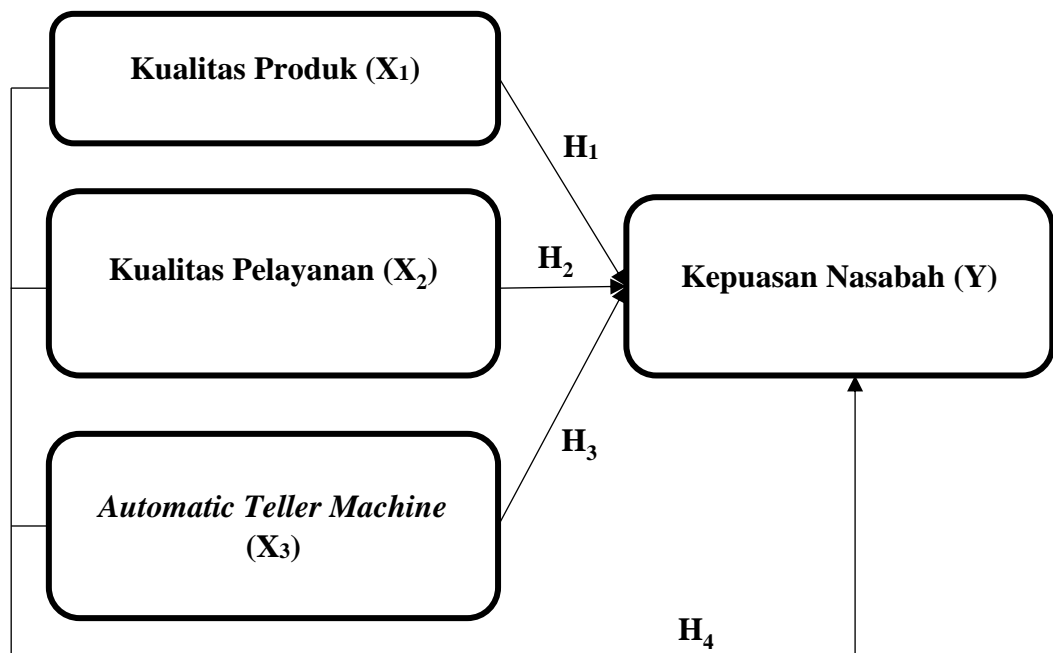 Kualitas Produk (X1)
H1
Kualitas Pelayanan (X2)
H2
Kepuasan Nasabah (Y)
H3
Automatic Teller Machine
(X3)
H4